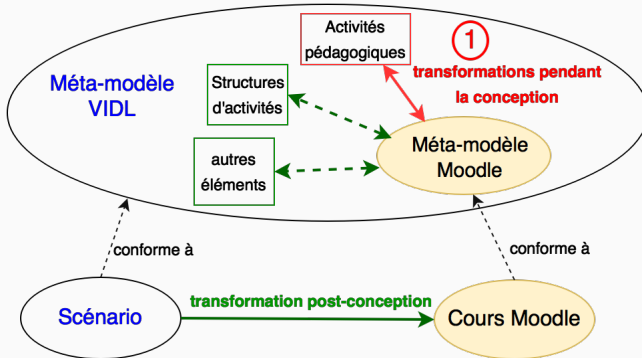 Activités
pédagogiques
1
transformations pendant
la conception
Méta-modèle
VIDL
Structures
d'activités
autres
éléments
Méta-modèle
Moodle
conforme à
conforme à
Scénario
transformation post-conception
Cours Moodle